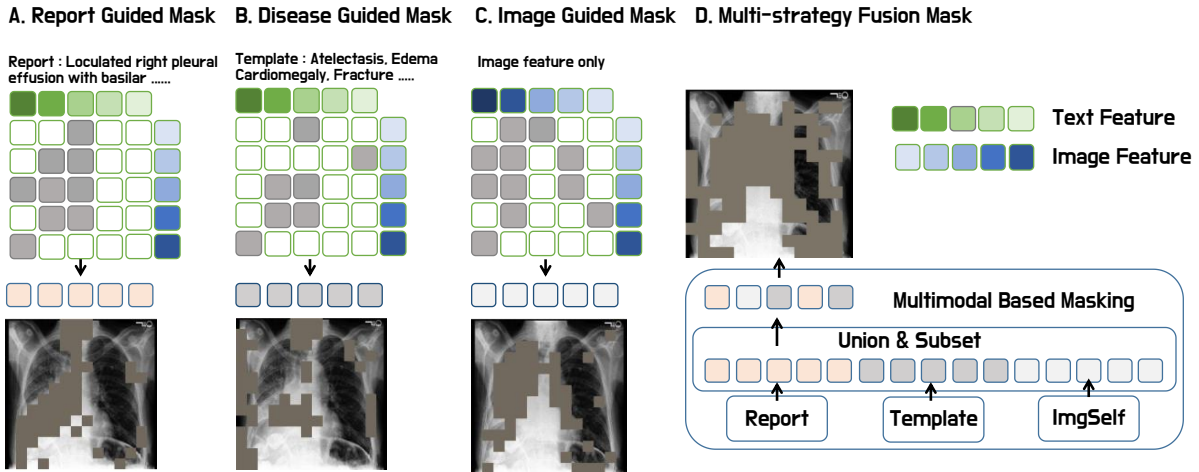 A. Report Guided Mask
B. Disease Guided Mask
C. Image Guided Mask
D. Multi-strategy Fusion Mask
Report : Loculated right pleural
effusion with basilar ......
Template : Atelectasis, Edema
Cardiomegaly, Fracture .....
Image feature only
Text Feature
Image Feature
Multimodal Based Masking
Union & Subset
Report
Template
ImgSelf